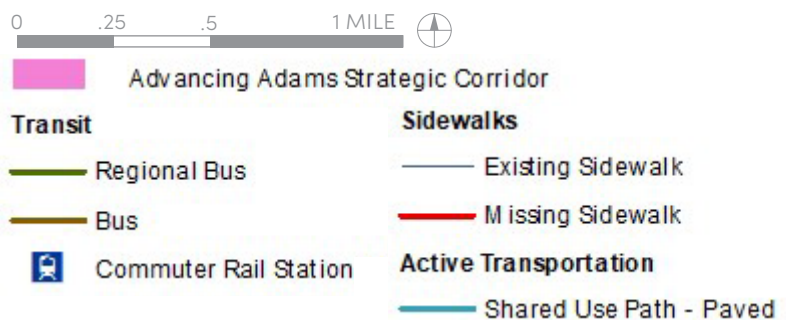 0 .25 .5 1 MILE
Advancing Adams Strategic Corridor
Transit
Regional Bus
Bus
Commuter Rail Station
Sidewalks
Existing Sidewalk
Missing Sidewalk
Active Transportation
Shared Use Path - Paved